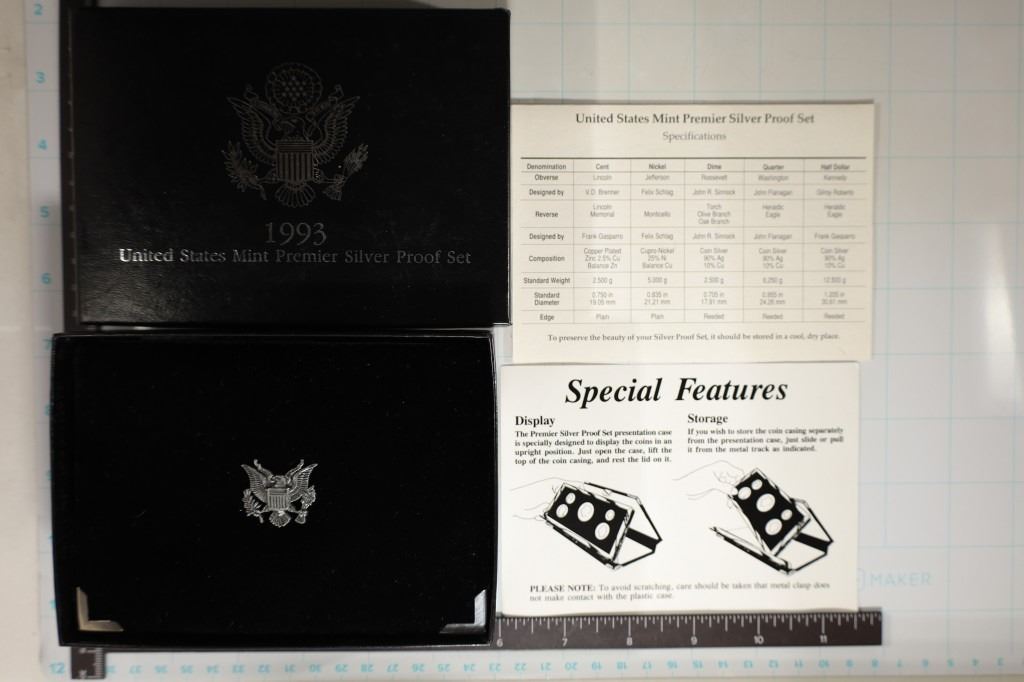 1993
United States Mint Premier Silver Proof Set
United States Mint Premier Silver Proof Set
Specifications
Denomination Cent Nickel Dime Quarter Half Dollar
Obverse Lincoln Jefferson Roosevelt Washington Kennedy
Designed by V.D. Brenner Felix Schlag John R. Sinnock John Flanagan Gilroy Roberts
Reverse Lincoln Memorial Monticello Torch Olive Branch Oak Branch Heraldic Eagle Heraldic Eagle
Designed by Frank Gasparro Felix Schlag John R. Sinnock John Flanagan Frank Gasparro
Composition Copper Plated Zinc 2.5% Cu Balance Zn Cupro-Nickel 25% Ni Balance Cu Coin Silver 90% Ag 10% Cu Coin Silver 90% Ag 10% Cu Coin Silver 90% Ag 10% Cu
Standard Weight 2.500 g 5.000 g 2.500 g 6.250 g 12.500 g
Standard Diameter 0.750 in 19.05 mm 0.835 in 21.21 mm 0.705 in 17.91 mm 0.955 in 24.26 mm 1.205 in 30.61 mm
Edge Plain Plain Reeded Reeded Reeded
To preserve the beauty of your Silver Proof Set, it should be stored in a cool, dry place.
Special Features
Display
The Premier Silver Proof Set presentation case
is specially designed to display the coins in an
upright position. Just open the case, lift the
top of the coin casing, and rest the lid on it.
Storage
If you wish to store the coin casing separately
from the presentation case, just slide or pull
it from the metal track as indicated.
PLEASE NOTE: To avoid scratching, care should be taken that metal clasp does
not make contact with the plastic case.
MAKER
2
3
4
5
6
12
6 7 8 9 10 11